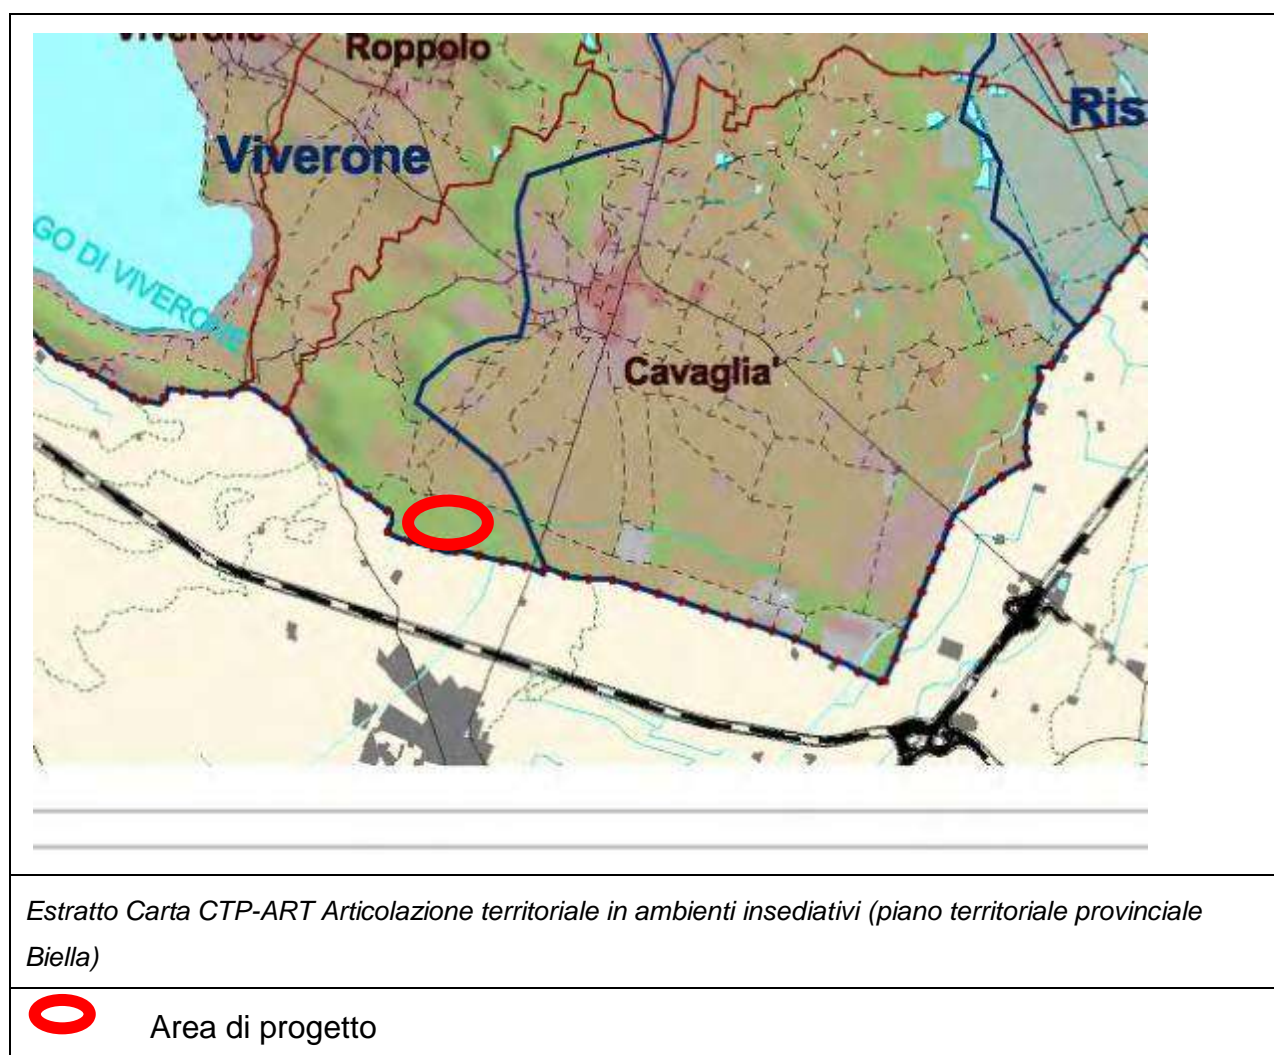 Viverone
Roppolo
Ris
Viverone
GO DI VIVERONE
Cavaglia'
Estratto Carta CTP-ART Articolazione territoriale in ambienti insediativi (piano territoriale provinciale
Biella)
Area di progetto